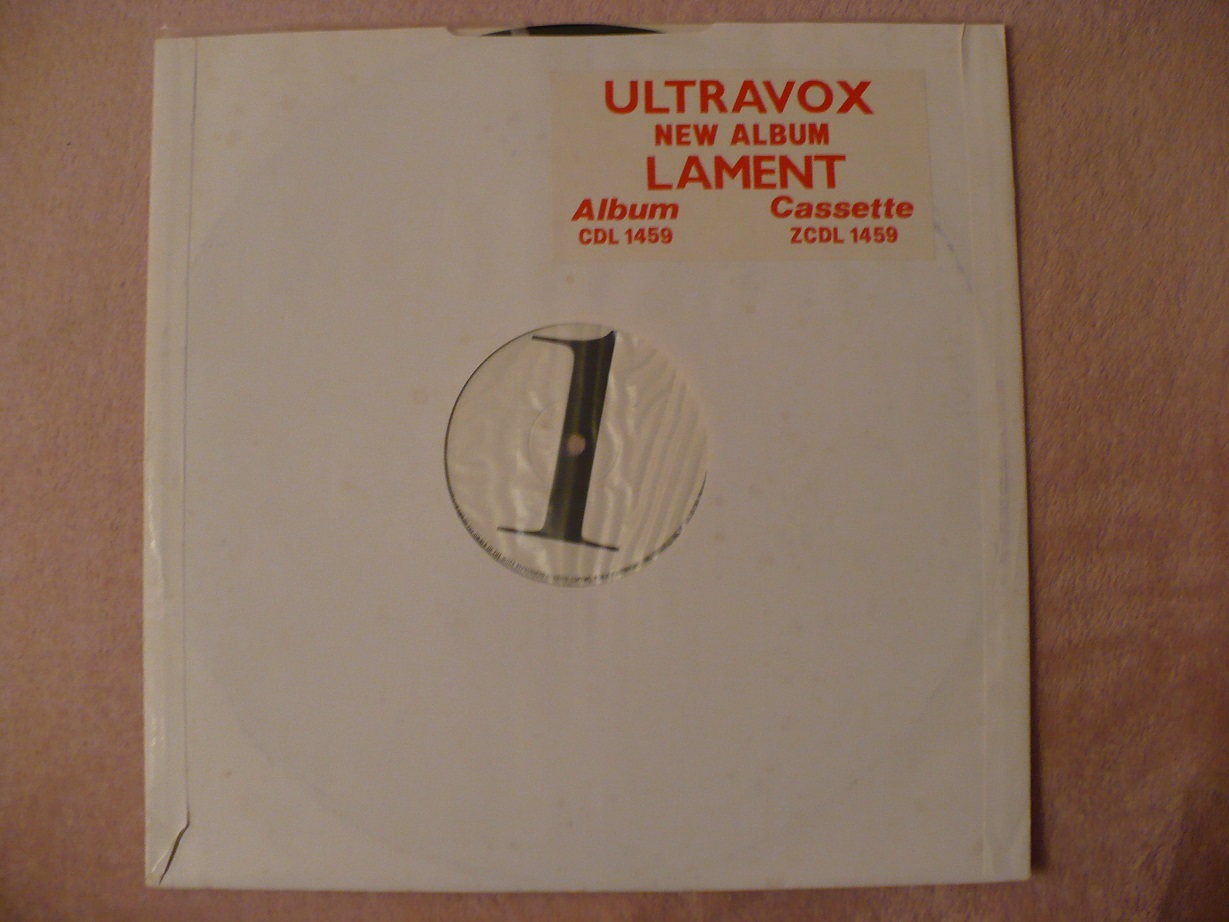 ULTRAVOX
NEW ALBUM
LAMENT
Album Cassette
CDL 1459 ZCDL 1459
1